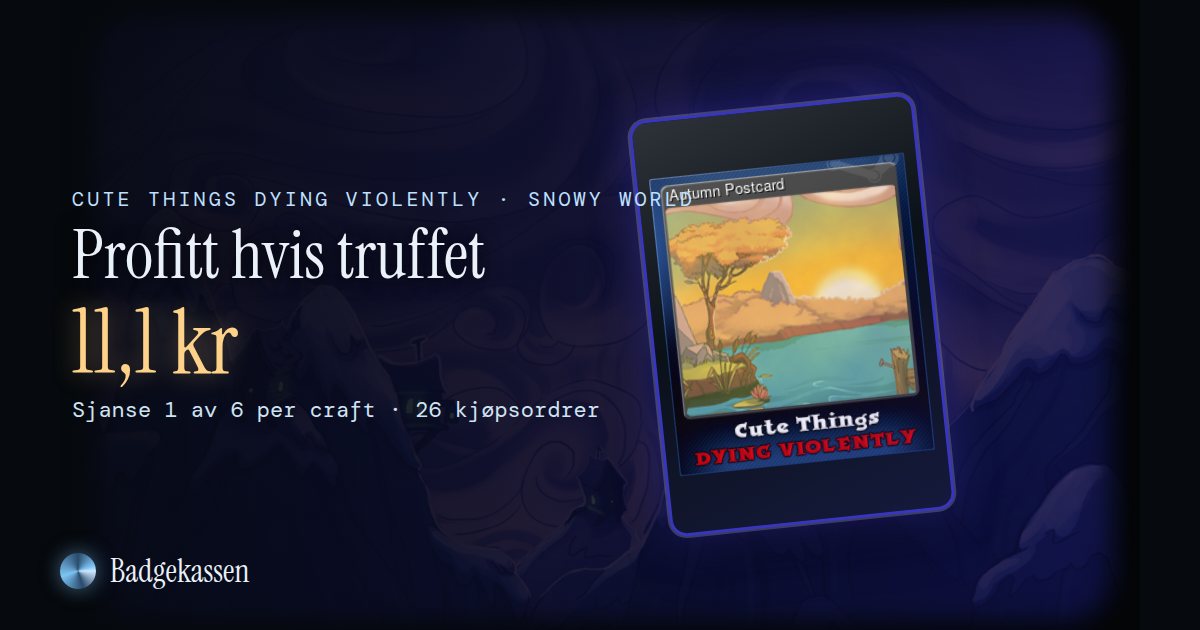 CUTE THINGS DYING VIOLENTLY · SNOWY WORLD
Profitt hvis truffet
11,1 kr
Sjanse 1 av 6 per craft · 26 kjøpsordrer
Autumn Postcard
Cute Things
DYING VIOLENTLY
Badgekassen